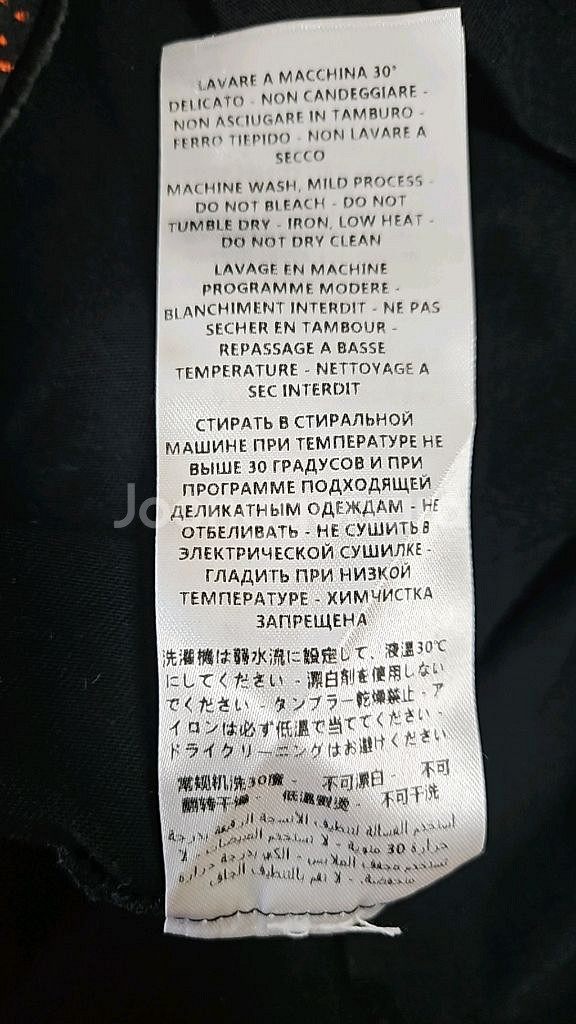 LAVARE A MACCHINA 30°
DELICATO - NON CANDEGGIARE -
NON ASCIUGARE IN TAMBURO -
FERRO TIEPIDO - NON LAVARE A
SECCO
MACHINE WASH, MILD PROCESS -
DO NOT BLEACH - DO NOT
TUMBLE DRY - IRON, LOW HEAT -
DO NOT DRY CLEAN
LAVAGE EN MACHINE
PROGRAMME MODERE -
BLANCHIMENT INTERDIT - NE PAS
SECHER EN TAMBOUR -
REPASSAGE A BASSE
TEMPERATURE - NETTOYAGE A
SEC INTERDIT
СТИРАТЬ В СТИРАЛЬНОЙ
МАШИНЕ ПРИ ТЕМПЕРАТУРЕ НЕ
ВЫШЕ 30 ГРАДУСОВ И ПРИ
ПРОГРАММЕ ПОДХОДЯЩЕЙ
ДЕЛИКАТНЫМ ОДЕЖДАМ - НЕ
ОТБЕЛИВАТЬ - НЕ СУШИТЬ В
ЭЛЕКТРИЧЕСКОЙ СУШИЛКЕ -
ГЛАДИТЬ ПРИ НИЗКОЙ
ТЕМПЕРАТУРЕ - ХИМЧИСТКА
ЗАПРЕЩЕНА
洗濯機は弱水流に設定して、液温30℃
にしてください - 漂白剤を使用しない
でください - タンブラー乾燥禁止 - ア
イロンは必ず低温で当ててください -
ドライクリーニングはお避けください
常规机洗30度 - 不可漂白 - 不可
翻转干燥 - 低温熨烫 - 不可干洗
30